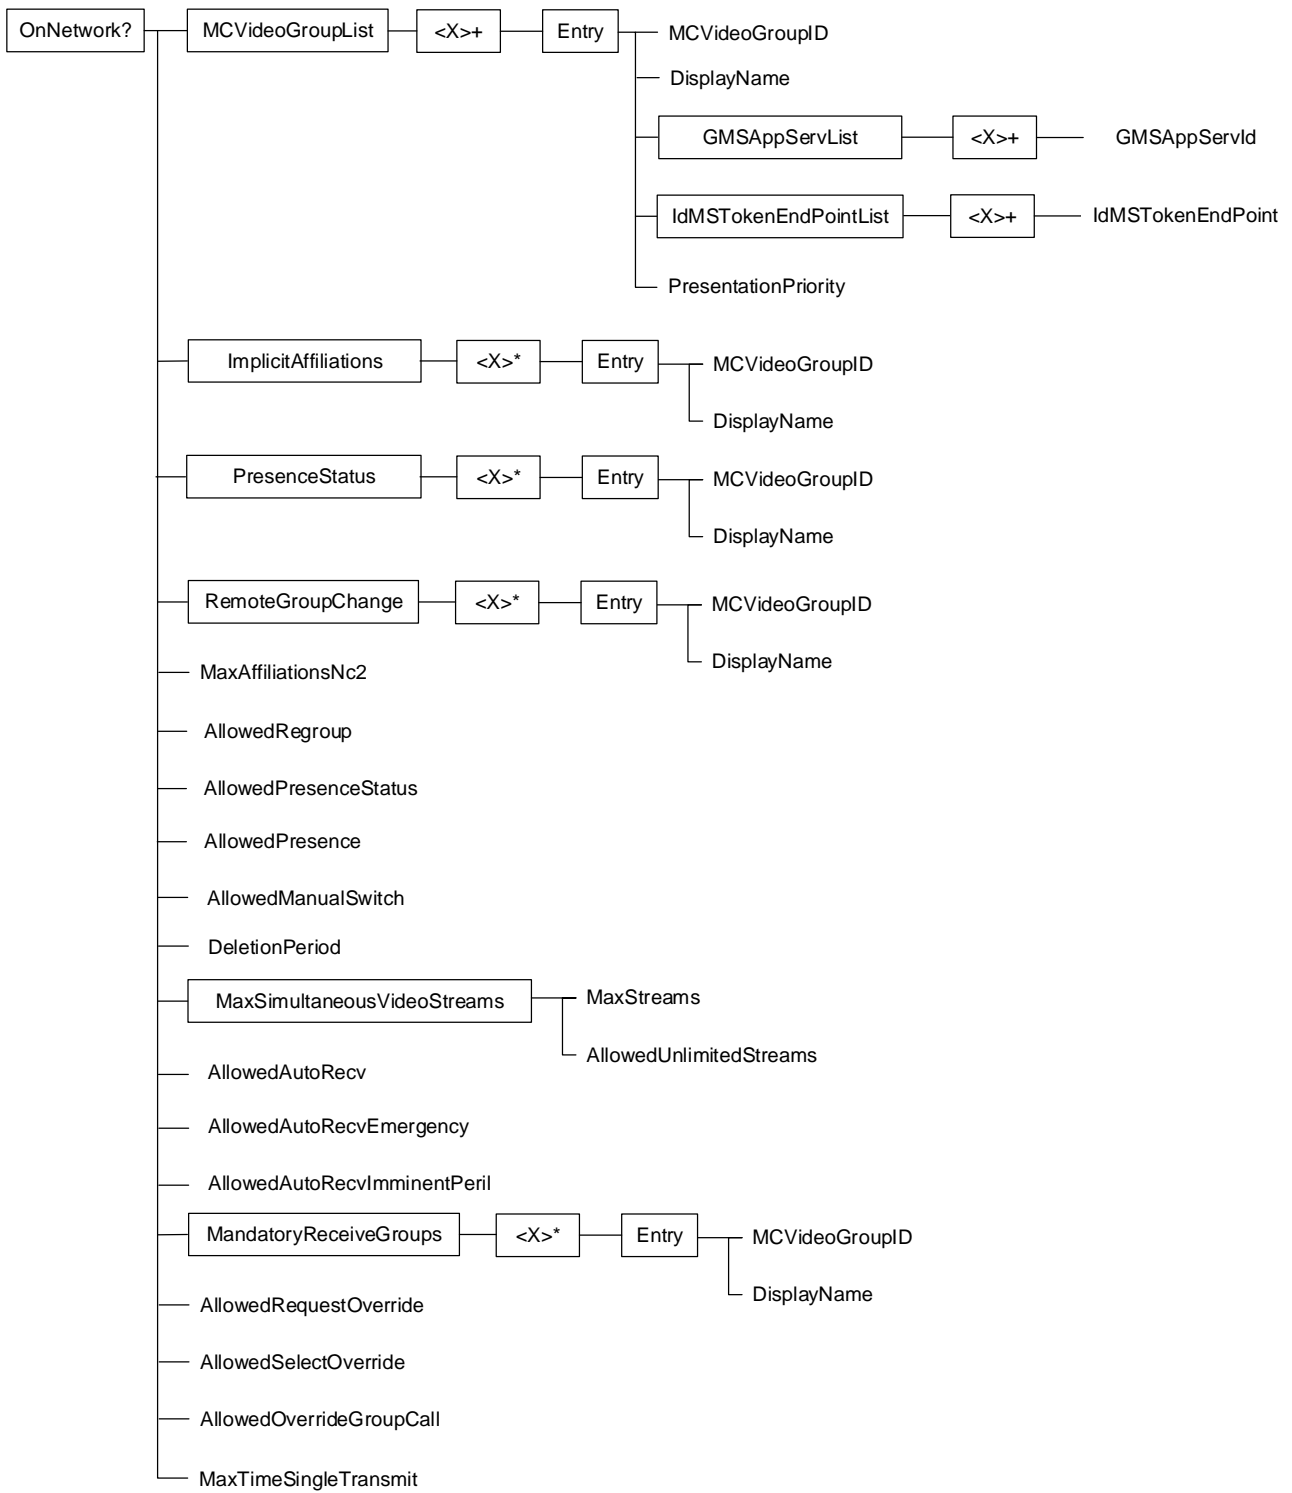 OnNetwork? MCVideoGroupList <X>+ Entry MCVideoGroupID
DisplayName
GMSAppServList <X>+ GMSAppServId
IdMSTokenEndPointList <X>+ IdMSTokenEndPoint
PresentationPriority
ImplicitAffiliations <X>* Entry MCVideoGroupID
DisplayName
PresenceStatus <X>* Entry MCVideoGroupID
DisplayName
RemoteGroupChange <X>* Entry MCVideoGroupID
DisplayName
MaxAffiliationsNc2
AllowedRegroup
AllowedPresenceStatus
AllowedPresence
AllowedManualSwitch
DeletionPeriod
MaxSimultaneousVideoStreams MaxStreams
AllowedUnlimitedStreams
AllowedAutoRecv
AllowedAutoRecvEmergency
AllowedAutoRecvImminentPeril
MandatoryReceiveGroups <X>* Entry MCVideoGroupID
DisplayName
AllowedRequestOverride
AllowedSelectOverride
AllowedOverrideGroupCall
MaxTimeSingleTransmit